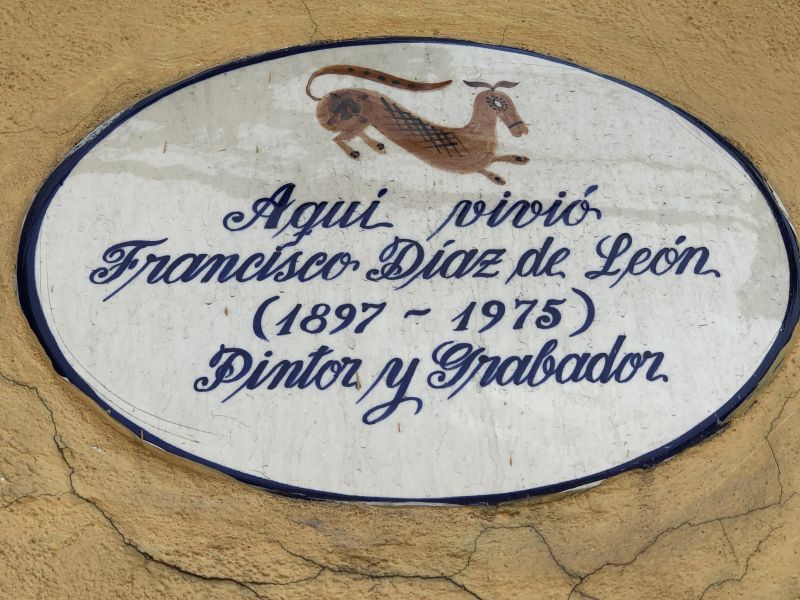 Aqui vivió
Francisco Díaz de León
(1897 ~ 1975)
Pintor y Grabador